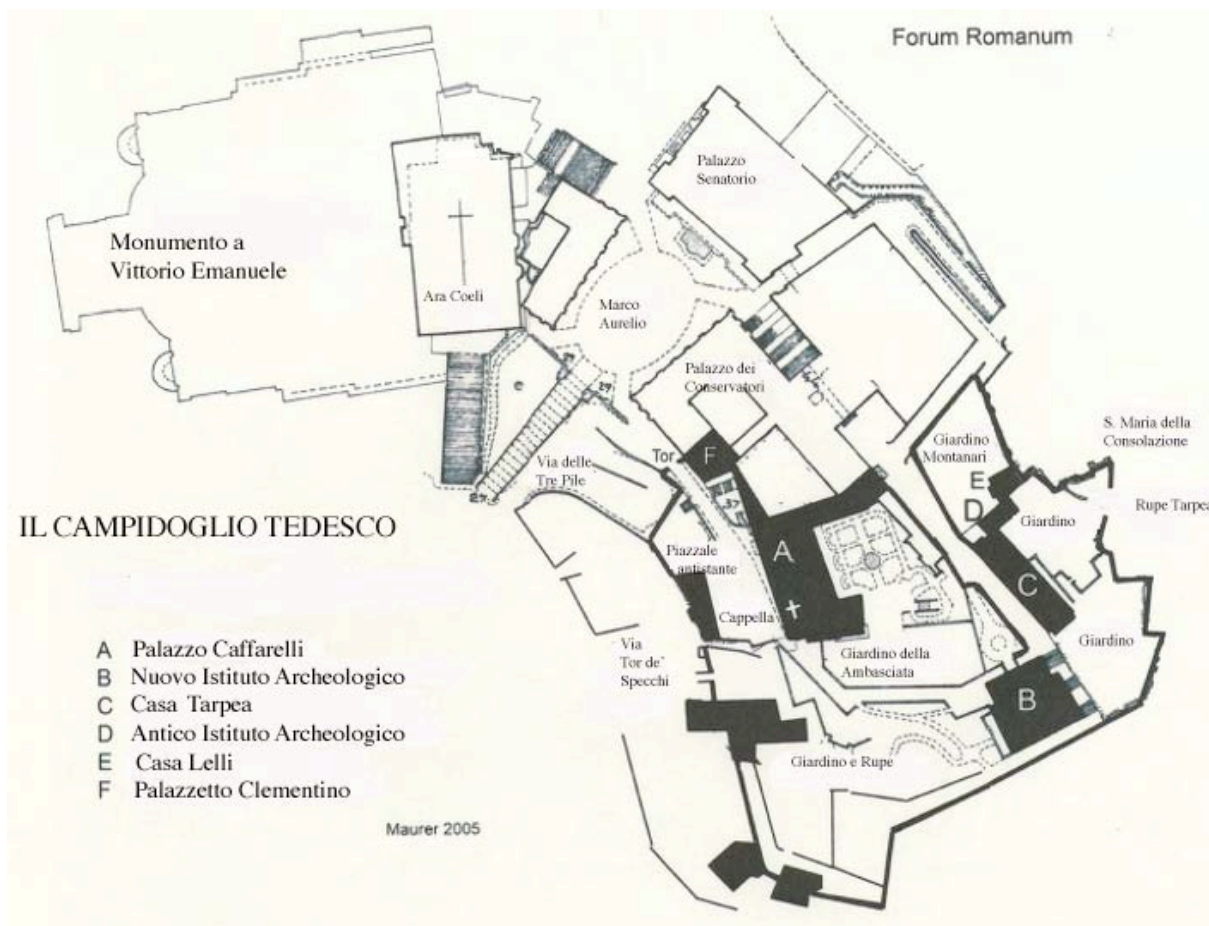 Forum Romanum
Palazzo
Senatorio
Monumento a
Vittorio Emanuele
Ara Coeli
Marco
Aurelio
Palazzo dei
Conservatori
29
e
S. Maria della
Consolazione
Giardino
Montanari
Tor
F
E
Via delle
Tre Pile
27
37
D
Rupe Tarpea
Giardino
IL CAMPIDOGLIO TEDESCO
A
Piazzale
antistante
C
Cappella
Giardino
Via
Tor de' 
Specchi
Giardino della
Ambasciata
B
A Palazzo Caffarelli
B Nuovo Istituto Archeologico
C Casa Tarpea
D Antico Istituto Archeologico
E Casa Lelli
F Palazzetto Clementino
Giardino e Rupe
Maurer 2005